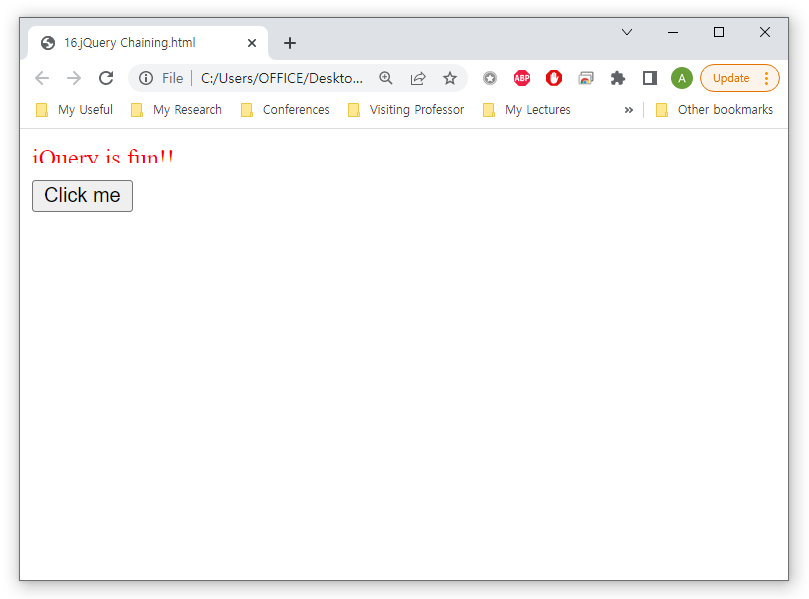 16.jQuery Chaining.html
File
C:/Users/OFFICE/Deskto...
ABP
A
Update
My Useful
My Research
Conferences
Visiting Professor
My Lectures
»
Other bookmarks
jQuery is fun!!
Click me